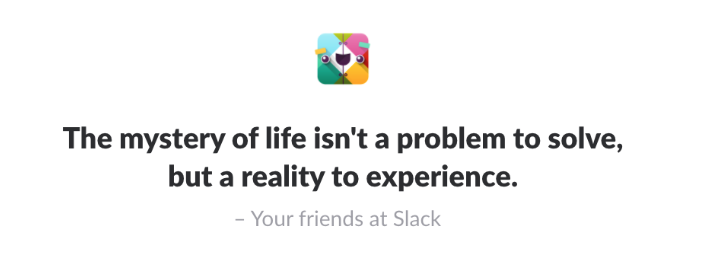 The mystery of life isn't a problem to solve,
but a reality to experience.
– Your friends at Slack